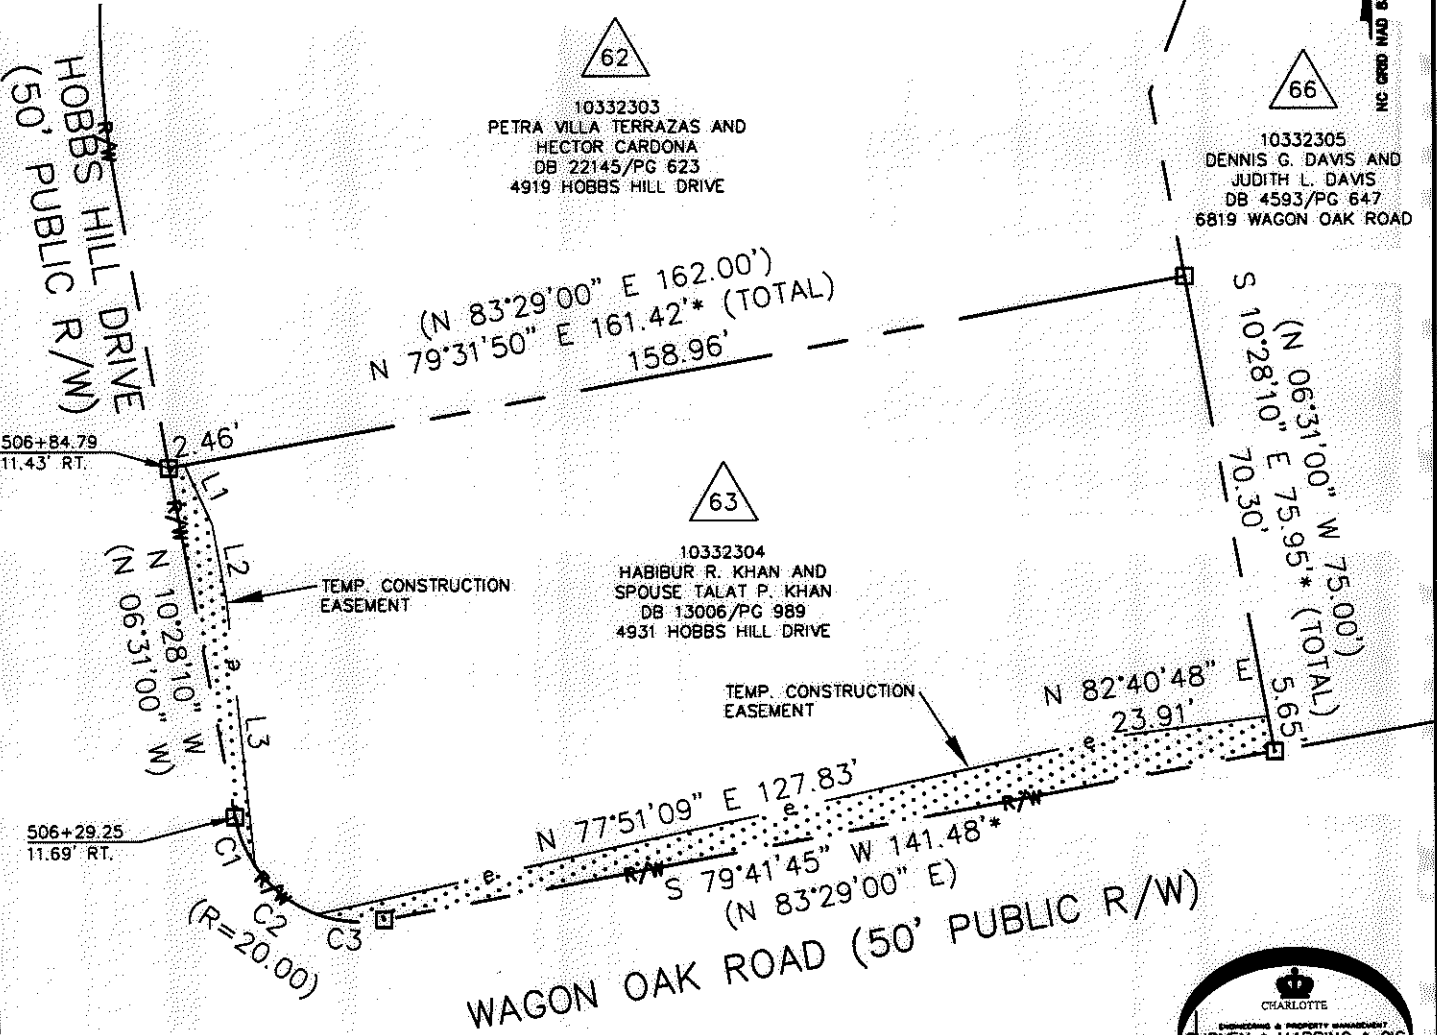 HOBBS HILL DRIVE
(50' PUBLIC R/W)
R/W
62
10332303
PETRA VILLA TERRAZAS AND
HECTOR CARDONA
DB 22145/PG 623
4919 HOBBS HILL DRIVE
66
10332305
DENNIS G. DAVIS AND
JUDITH L. DAVIS
DB 4593/PG 647
6819 WAGON OAK ROAD
NC GRID NAD
(N 83°29'00" E 162.00')
N 79°31'50" E 161.42'* (TOTAL)
158.96'
(N 06°31'00" W 75.00')
S 10°28'10" E 75.95'* (TOTAL)
70.30'
5.65'
506+84.79
11.43' RT.
2.46'
L1
R/W
L2
N 10°28'10" W
(N 06°31'00" W)
TEMP. CONSTRUCTION
EASEMENT
63
10332304
HABIBUR R. KHAN AND
SPOUSE TALAT P. KHAN
DB 13006/PG 989
4931 HOBBS HILL DRIVE
e
L3
TEMP. CONSTRUCTION
EASEMENT
N 82°40'48" E
23.91'
e
506+29.25
11.69' RT.
C1
R/W
C2
(R=20.00)
C3
N 77°51'09" E 127.83'
e
e
R/W
R/W
S 79°41'45" W 141.48'*
(N 83°29'00" E)
WAGON OAK ROAD (50' PUBLIC R/W)
CHARLOTTE
ENGINEERING & PROPERTY MANAGEMENT